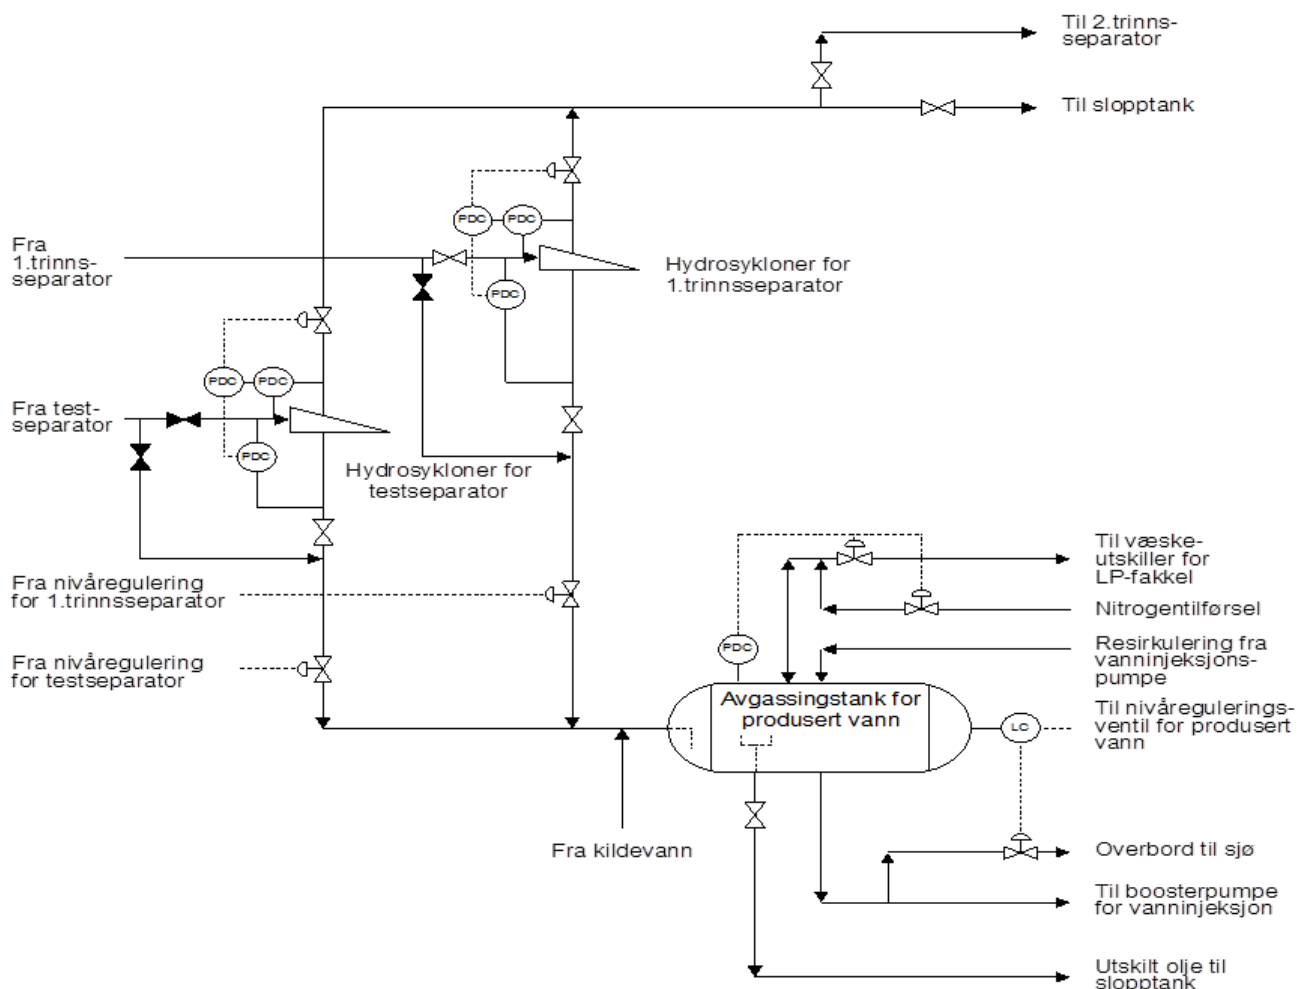 Til 2.trinns-
separator
Til slopptank
PDC
PDC
Fra
1.trinns-
separator
Hydrosykloner for
1.trinnsseparator
PDC
PDC
PDC
Fra test-
separator
PDC
Hydrosykloner for
testseparator
Til væske-
utskiller for
LP-fakkel
Fra nivåregulering
for 1.trinnsseparator
Nitrogentilførsel
PDC
Resirkulering fra
vanninjeksjons-
pumpe
Fra nivåregulering
for testseparator
Avgassingstank for
produsert vann
Til nivåregulerings-
ventil for produsert
vann
LC
Fra kildevann
Overbord til sjø
Til boosterpumpe
for vanninjeksjon
Utskilt olje til
slopptank